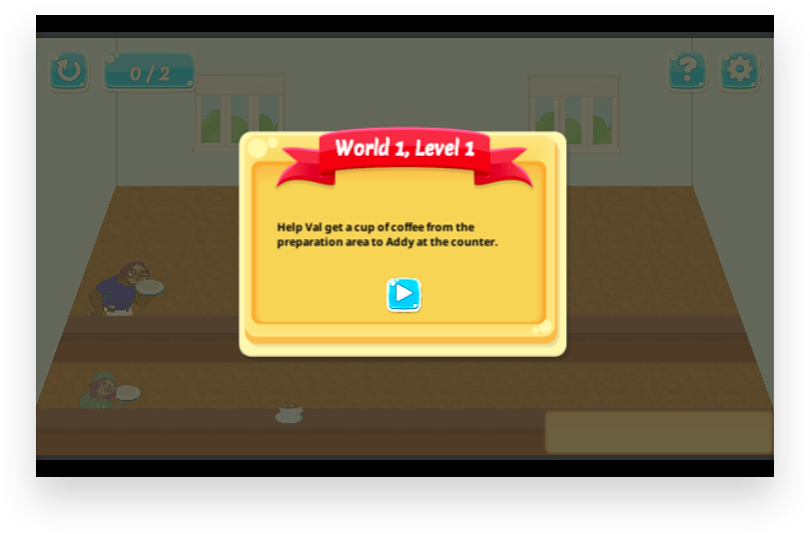 0 / 2
?
World 1, Level 1
Help Val get a cup of coffee from the
preparation area to Addy at the counter.